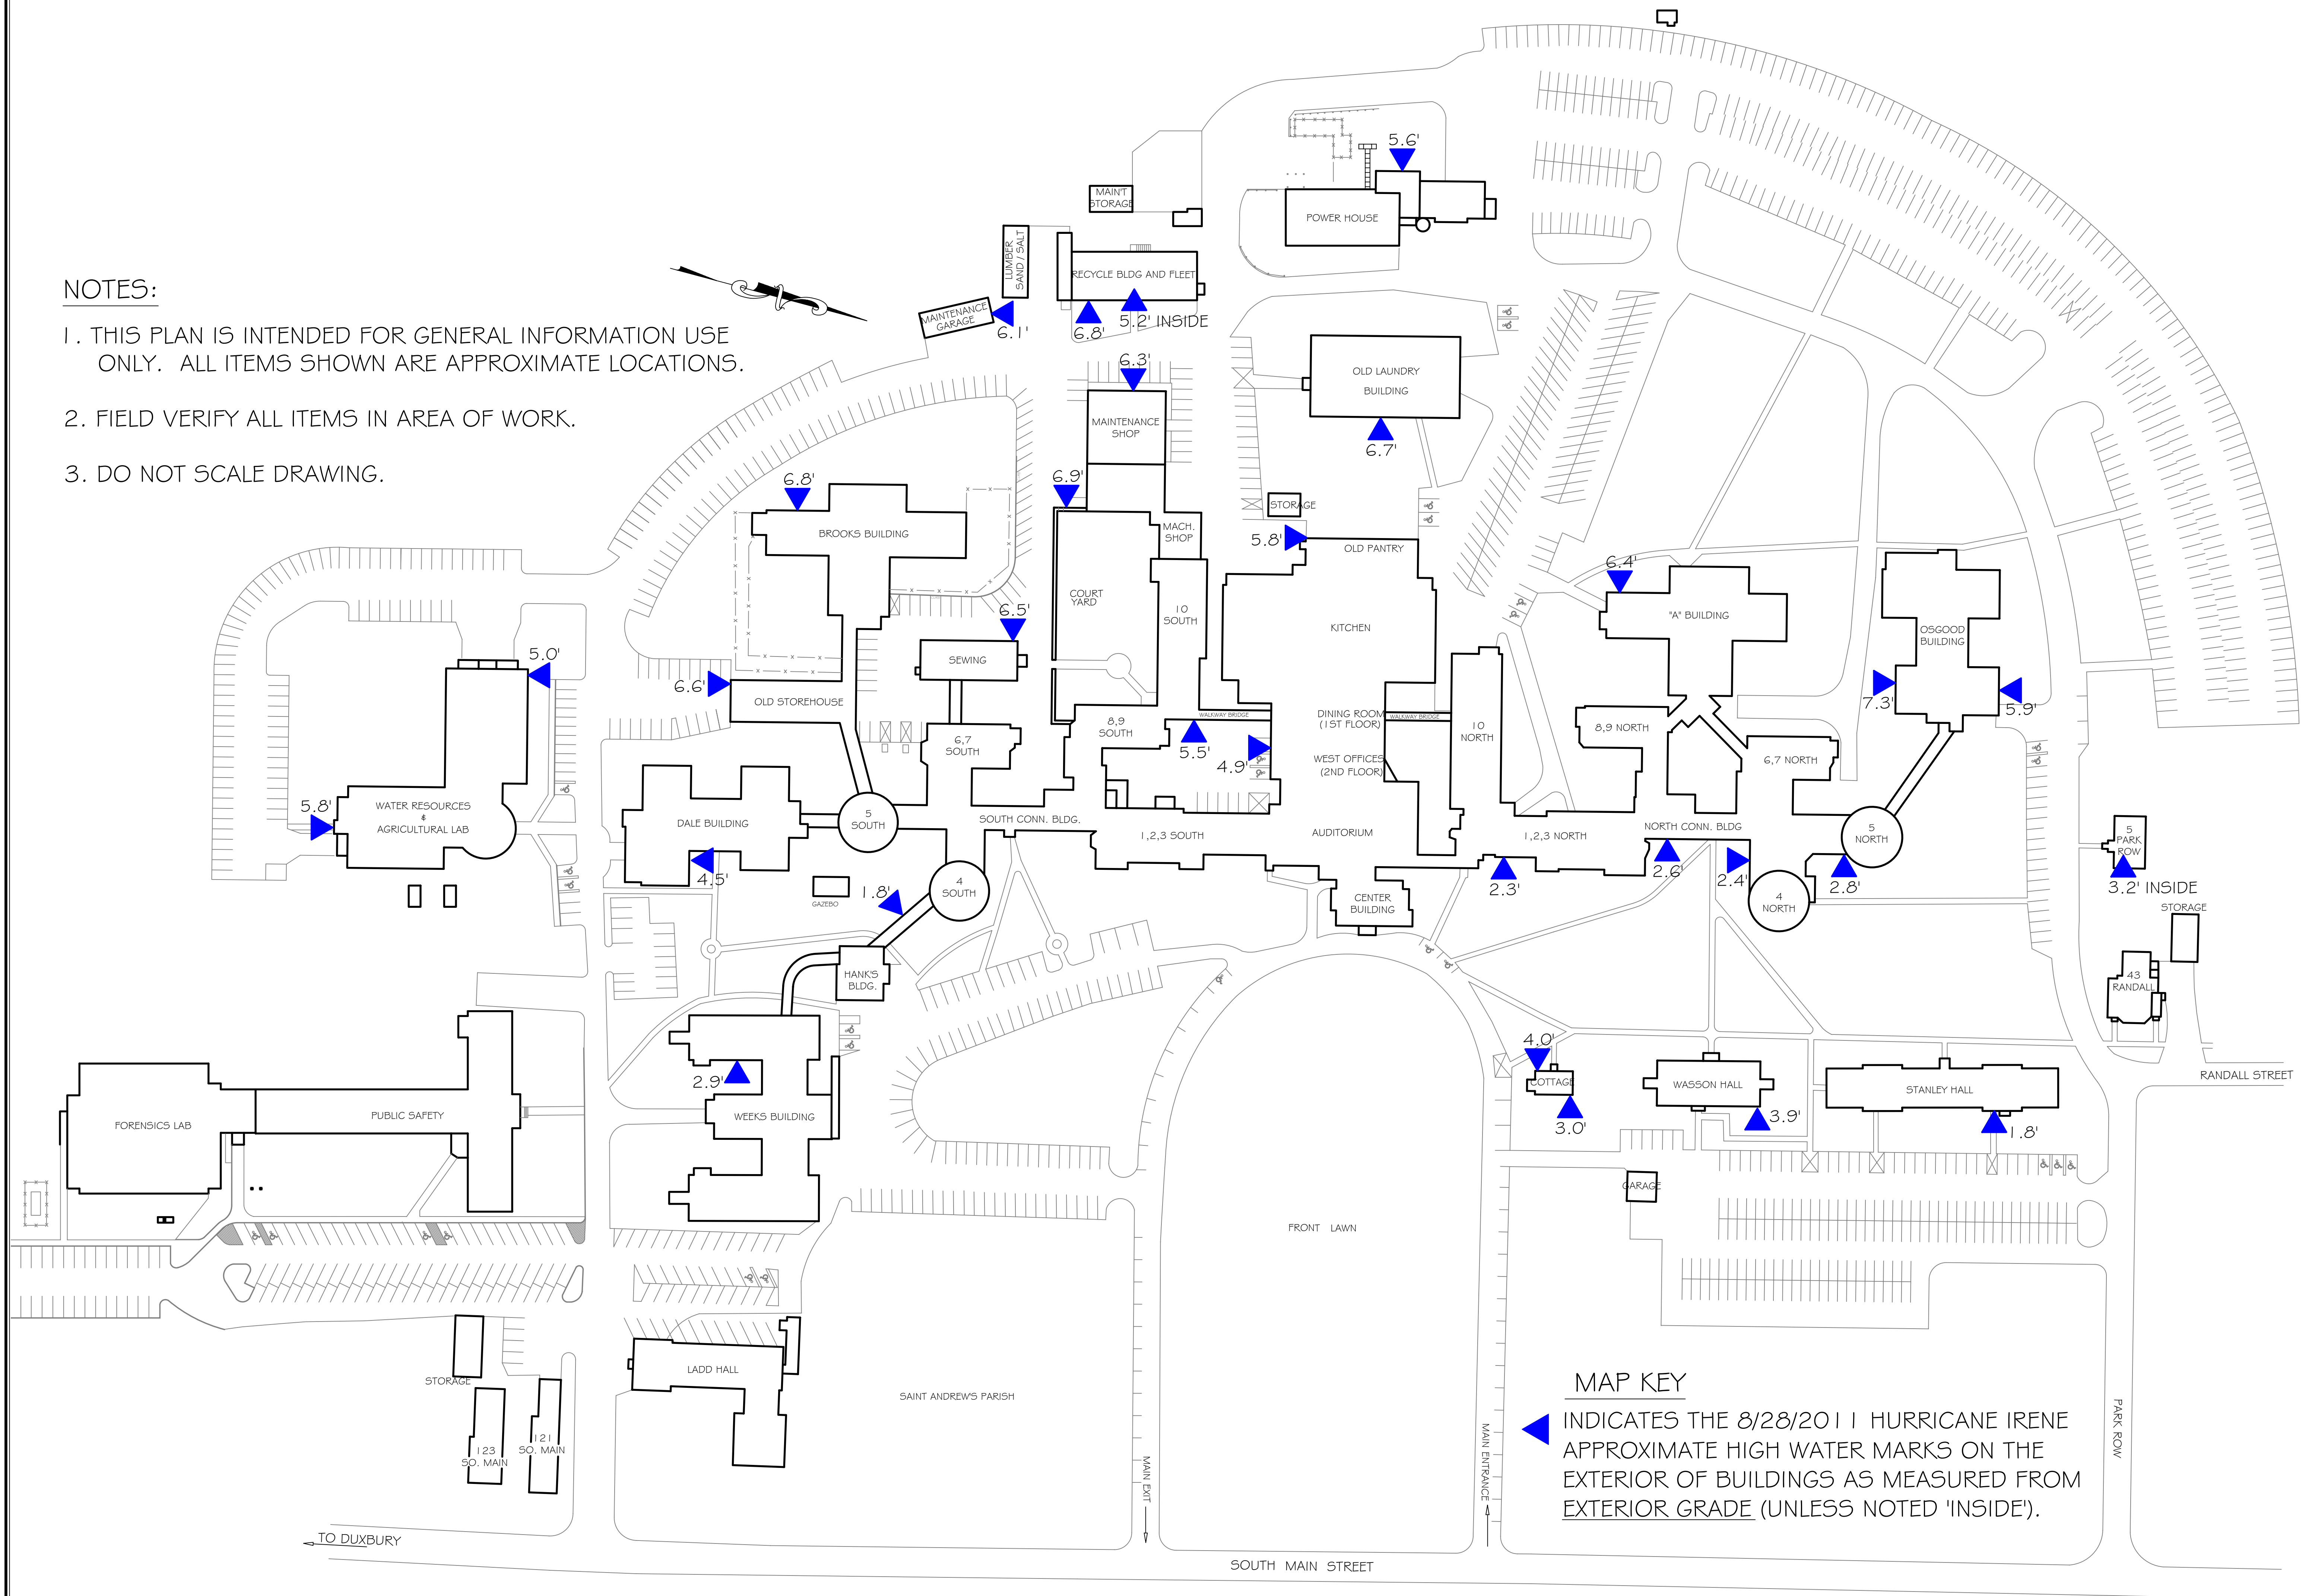 5.6'
MAIN'T
STORAGE
POWER HOUSE
LUMBER
SAND / SALT
RECYCLE BLDG AND FLEET
MAINTENANCE
GARAGE
6.1'
6.8'
5.2' INSIDE
NOTES:
1. THIS PLAN IS INTENDED FOR GENERAL INFORMATION USE
ONLY. ALL ITEMS SHOWN ARE APPROXIMATE LOCATIONS.
2. FIELD VERIFY ALL ITEMS IN AREA OF WORK.
3. DO NOT SCALE DRAWING.
6.3'
MAINTENANCE
SHOP
OLD LAUNDRY
BUILDING
6.7'
6.8'
BROOKS BUILDING
6.9'
MACH.
SHOP
STORAGE
5.8'
OLD PANTRY
COURT
YARD
10
SOUTH
KITCHEN
6.4'
"A" BUILDING
OSGOOD
BUILDING
6.5'
SEWING
5.0'
6.6'
OLD STOREHOUSE
7.3'
5.9'
6,7
SOUTH
8,9
SOUTH
WALKWAY BRIDGE
5.5'
4.9'
DINING ROOM
(1ST FLOOR)
WALKWAY BRIDGE
WEST OFFICES
(2ND FLOOR)
10
NORTH
8,9 NORTH
6,7 NORTH
5.8'
WATER RESOURCES
&
AGRICULTURAL LAB
DALE BUILDING
4.5'
5
SOUTH
SOUTH CONN. BLDG.
1,2,3 SOUTH
AUDITORIUM
1,2,3 NORTH
NORTH CONN. BLDG
5
NORTH
5
PARK
ROW
3.2' INSIDE
GAZEBO
1.8'
4
SOUTH
CENTER
BUILDING
2.3'
2.6'
2.4'
2.8'
4
NORTH
STORAGE
HANK'S
BLDG.
43
RANDALL
RANDALL STREET
2.9'
WEEKS BUILDING
4.0'
COTTAGE
3.0'
WASSON HALL
3.9'
STANLEY HALL
1.8'
FORENSICS LAB
PUBLIC SAFETY
GARAGE
FRONT LAWN
LADD HALL
SAINT ANDREW'S PARISH
STORAGE
123
SO. MAIN
121
SO. MAIN
MAIN EXIT
MAIN ENTRANCE
PARK ROW
MAP KEY
INDICATES THE 8/28/2011 HURRICANE IRENE
APPROXIMATE HIGH WATER MARKS ON THE
EXTERIOR OF BUILDINGS AS MEASURED FROM
EXTERIOR GRADE (UNLESS NOTED 'INSIDE').
TO DUXBURY
SOUTH MAIN STREET